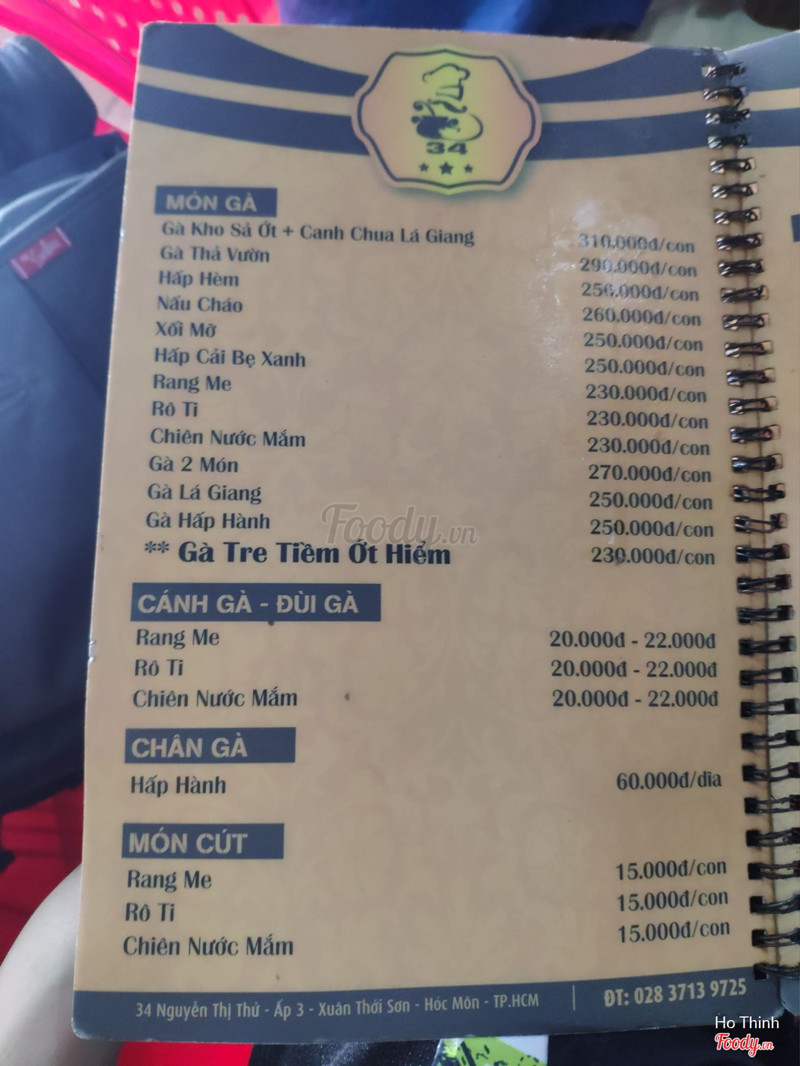 34
MÓN GÀ
Gà Kho Sả Ớt + Canh Chua Lá Giang 310.000đ/con
Gà Thả Vườn 290.000đ/con
Hấp Hèm 250.000đ/con
Nấu Cháo 260.000đ/con
Xối Mỡ 250.000đ/con
Hấp Cải Bẹ Xanh 250.000đ/con
Rang Me 230.000đ/con
Rô Ti 230.000đ/con
Chiên Nước Mắm 230.000đ/con
Gà 2 Món 270.000đ/con
Gà Lá Giang 250.000đ/con
Gà Hấp Hành 250.000đ/con
** Gà Tre Tiềm Ớt Hiểm 230.000đ/con
Foody.vn
CÁNH GÀ - ĐÙI GÀ
Rang Me 20.000đ - 22.000đ
Rô Ti 20.000đ - 22.000đ
Chiên Nước Mắm 20.000đ - 22.000đ
CHÂN GÀ
Hấp Hành 60.000đ/dĩa
MÓN CÚT
Rang Me 15.000đ/con
Rô Ti 15.000đ/con
Chiên Nước Mắm 15.000đ/con
34 Nguyễn Thị Thử - Ấp 3 - Xuân Thới Sơn - Hóc Môn - TP.HCM | ĐT: 028 3713 9725
Ho Thinh
Foody.vn